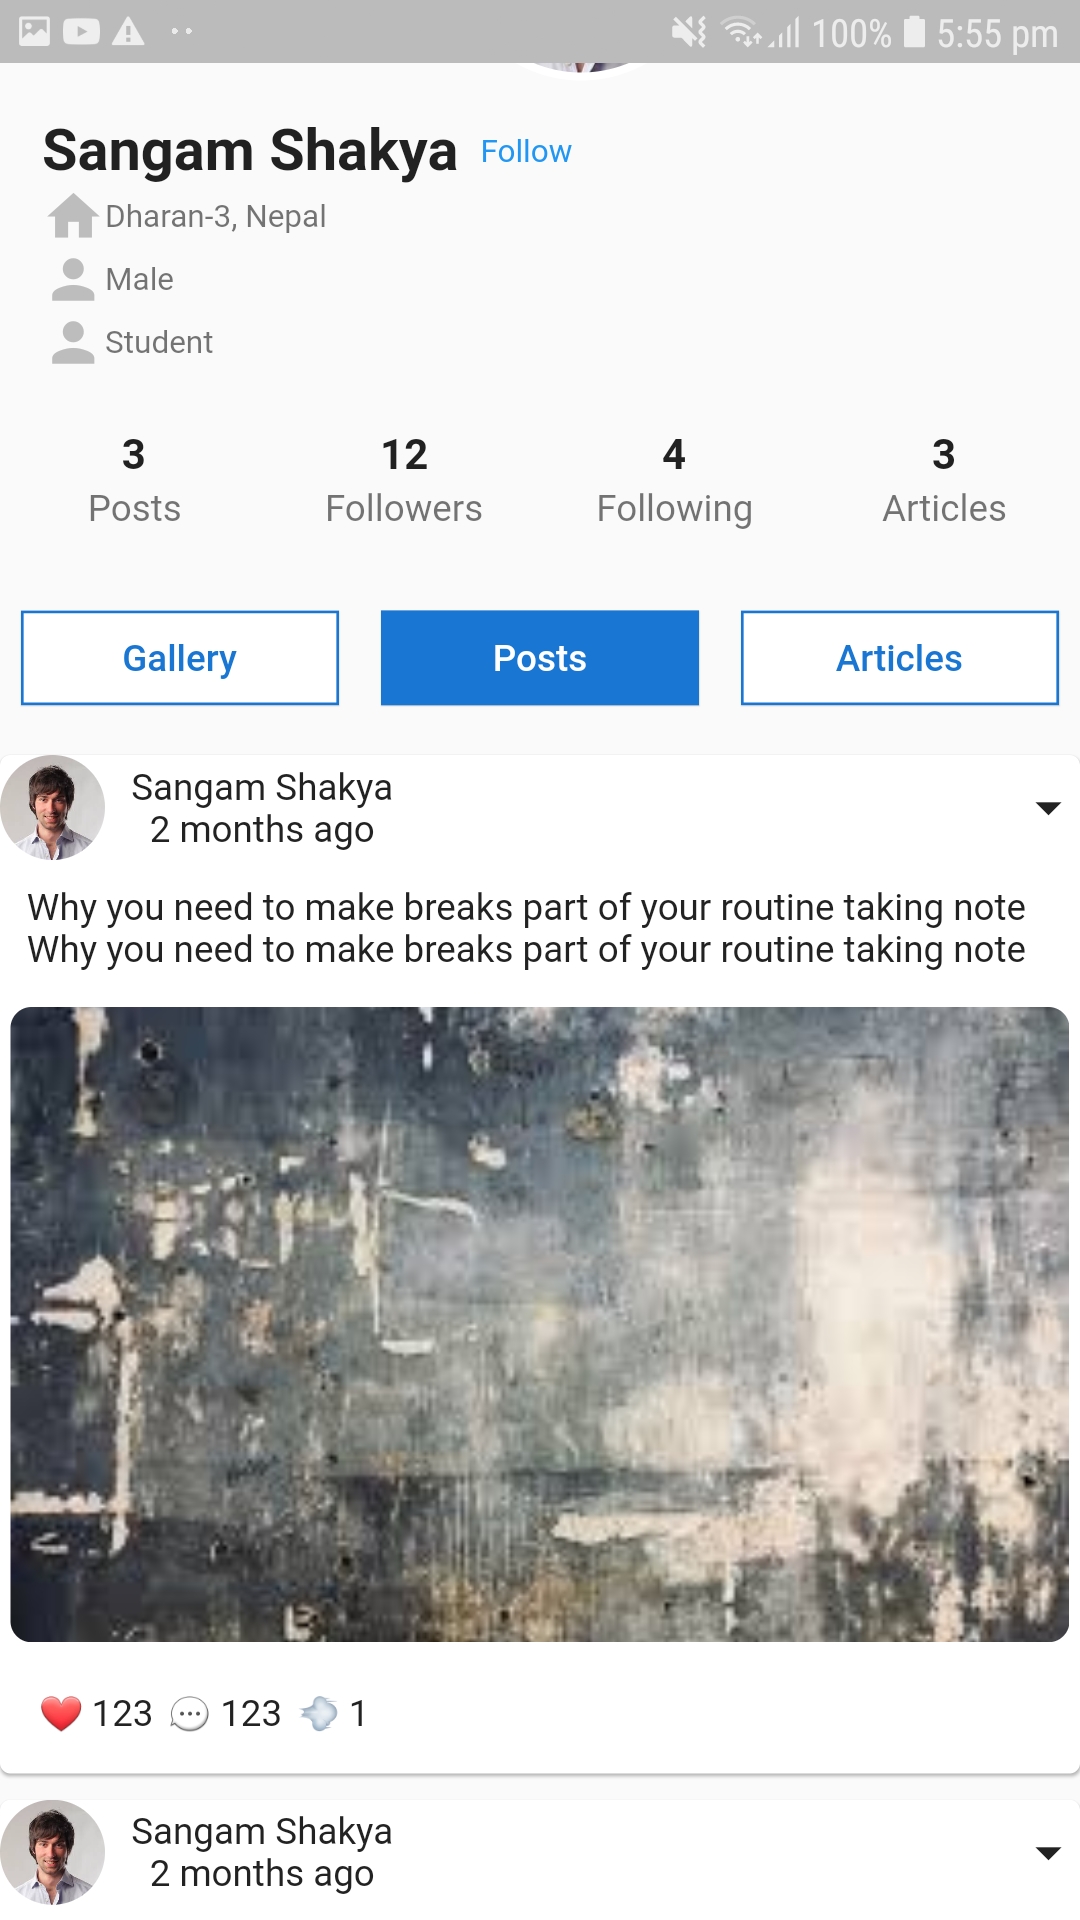 100% 5:55 pm
Sangam Shakya Follow
Dharan-3, Nepal
Male
Student
3 12 4 3
Posts Followers Following Articles
Gallery Posts Articles
Sangam Shakya
2 months ago
Why you need to make breaks part of your routine taking note
Why you need to make breaks part of your routine taking note
❤️ 123 💬 123 💨 1
Sangam Shakya
2 months ago